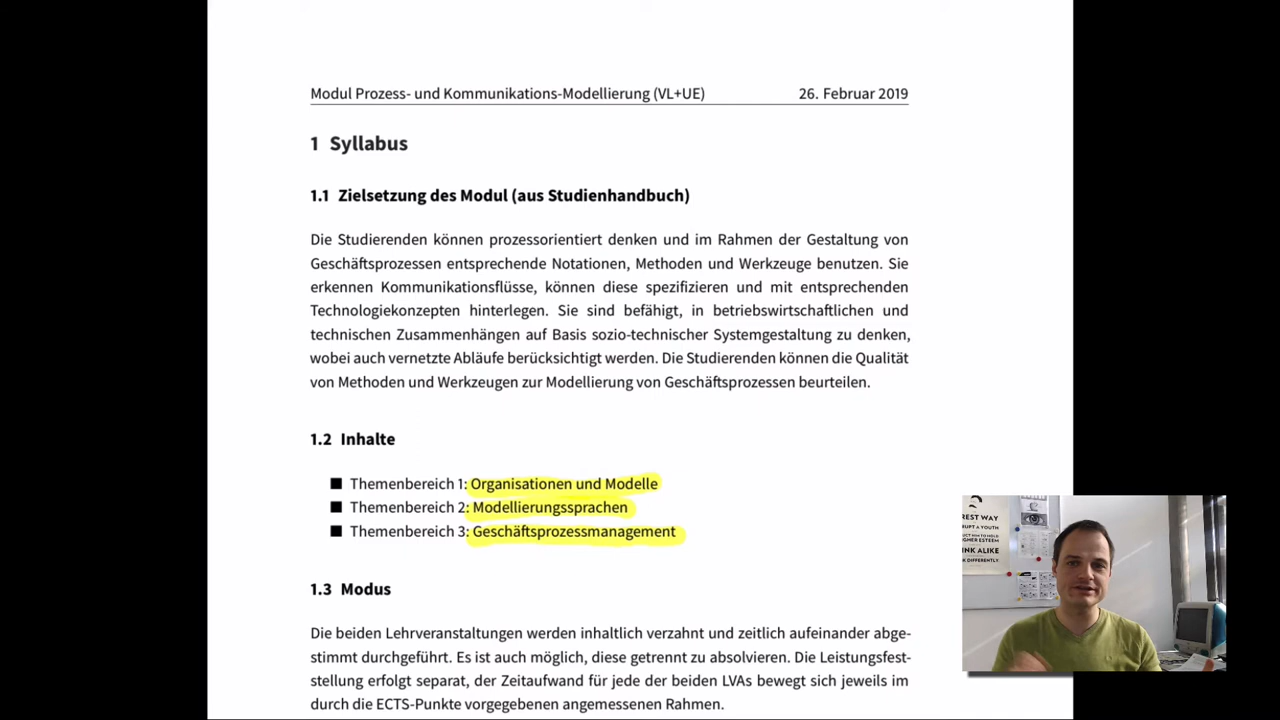 Modul Prozess- und Kommunikations-Modellierung (VL+UE) 26. Februar 2019
1 Syllabus
1.1 Zielsetzung des Modul (aus Studienhandbuch)
Die Studierenden können prozessorientiert denken und im Rahmen der Gestaltung von
Geschäftsprozessen entsprechende Notationen, Methoden und Werkzeuge benutzen. Sie
erkennen Kommunikationsflüsse, können diese spezifizieren und mit entsprechenden
Technologiekonzepten hinterlegen. Sie sind befähigt, in betriebswirtschaftlichen und
technischen Zusammenhängen auf Basis sozio-technischer Systemgestaltung zu denken,
wobei auch vernetzte Abläufe berücksichtigt werden. Die Studierenden können die Qualität
von Methoden und Werkzeugen zur Modellierung von Geschäftsprozessen beurteilen.
1.2 Inhalte
■ Themenbereich 1: Organisationen und Modelle
■ Themenbereich 2: Modellierungssprachen
■ Themenbereich 3: Geschäftsprozessmanagement
1.3 Modus
Die beiden Lehrveranstaltungen werden inhaltlich verzahnt und zeitlich aufeinander abge-
stimmt durchgeführt. Es ist auch möglich, diese getrennt zu absolvieren. Die Leistungsfest-
stellung erfolgt separat, der Zeitaufwand für jede der beiden LVAs bewegt sich jeweils im
durch die ECTS-Punkte vorgegebenen angemessenen Rahmen.
REST WAY
RUPT A YOUTH
HIGHER ESTEEM
NK ALIKE
DIFFERENTLY.